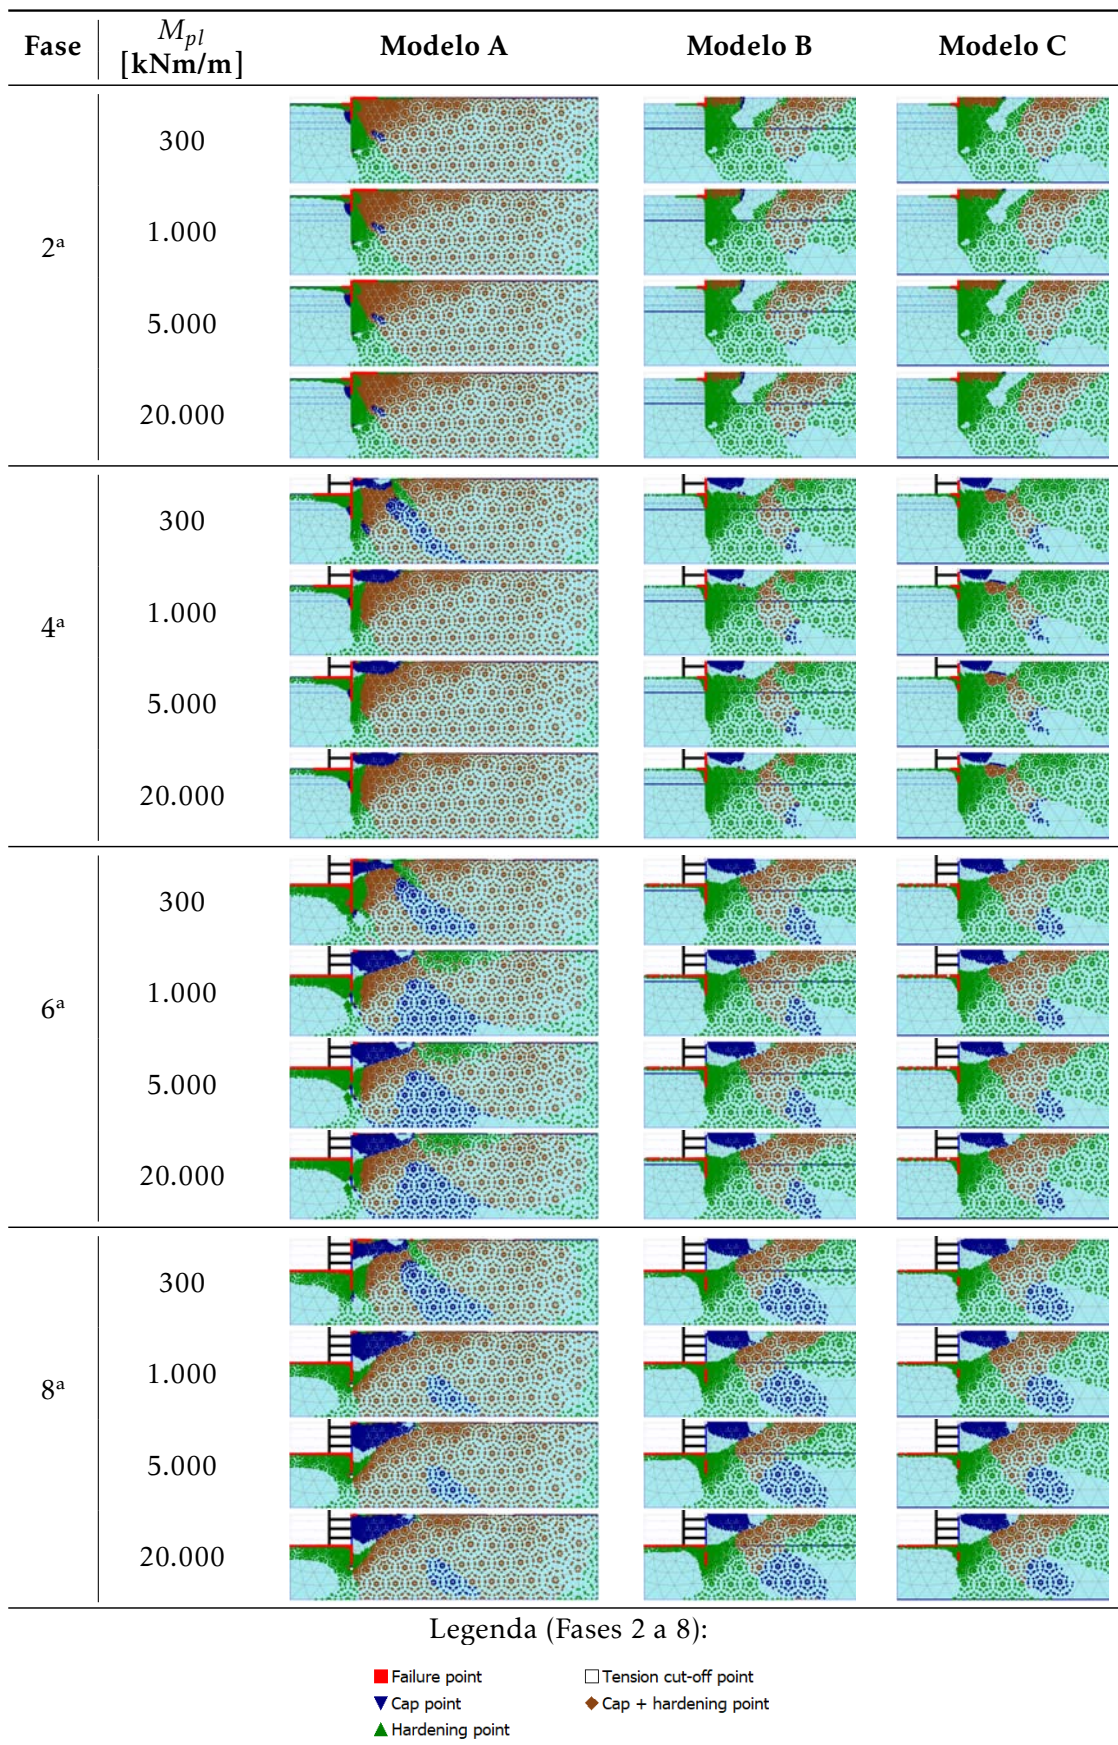 Fase M_pl [kNm/m] Modelo A Modelo B Modelo C
300
1.000
2ª
5.000
20.000
300
1.000
4ª
5.000
20.000
300
1.000
6ª
5.000
20.000
300
1.000
8ª
5.000
20.000
Legenda (Fases 2 a 8):
Failure point Tension cut-off point
Cap point Cap + hardening point
Hardening point